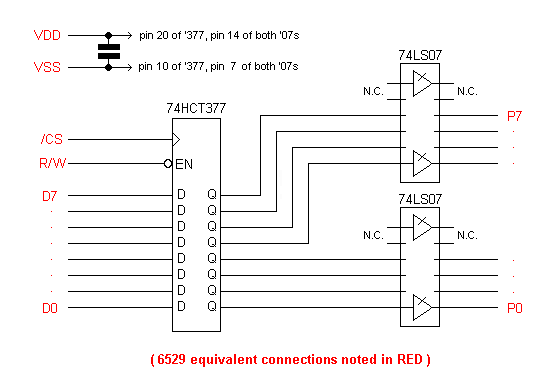 VDD
pin 20 of '377, pin 14 of both '07s
VSS
pin 10 of '377, pin 7 of both '07s
74LS07
N.C. N.C.
74HCT377
P7
/CS
R/W EN
D7 D Q
D Q
D Q
D Q
74LS07
D Q N.C. N.C.
D Q
D Q
D0 D Q P0
( 6529 equivalent connections noted in RED )